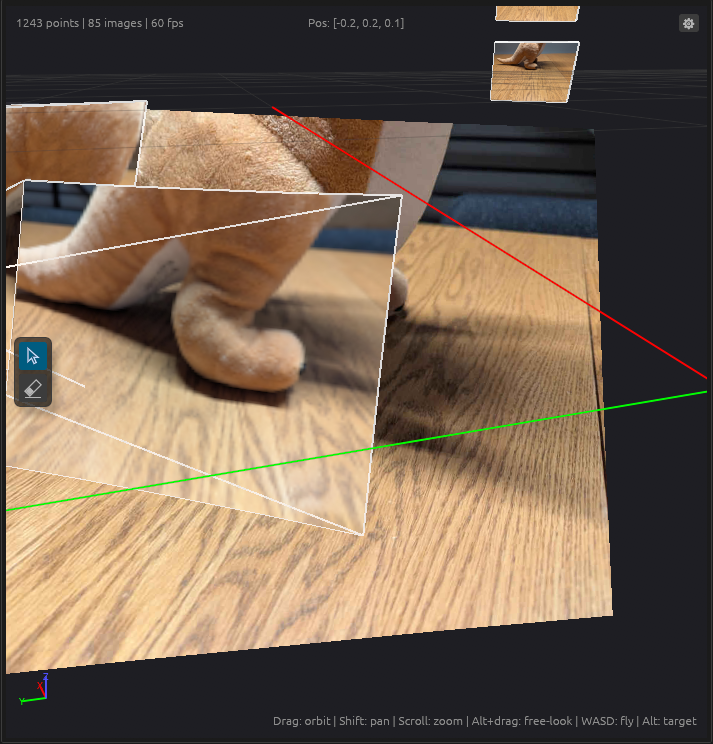 1243 points | 85 images | 60 fps
Pos: [-0.2, 0.2, 0.1]
Z
X
Y
Drag: orbit | Shift: pan | Scroll: zoom | Alt+drag: free-look | WASD: fly | Alt: target